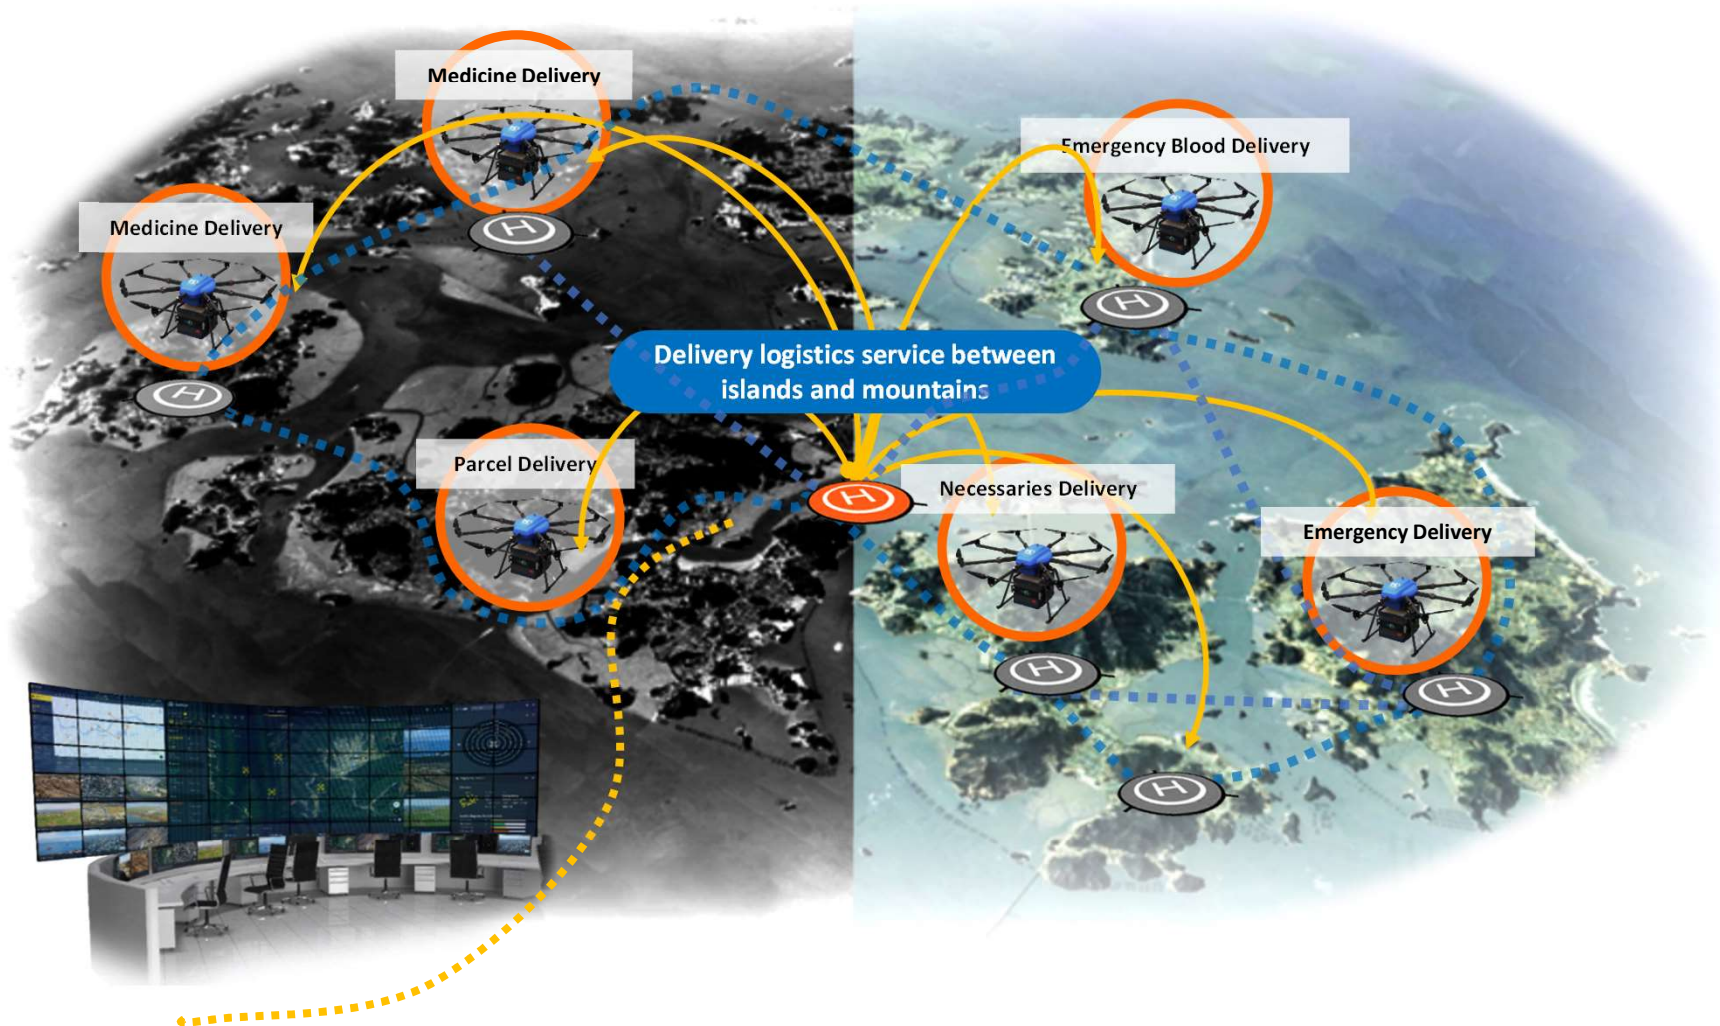 Medicine Delivery
Emergency Blood Delivery
Medicine Delivery
Delivery logistics service between
islands and mountains
Parcel Delivery
Necessaries Delivery
Emergency Delivery
H
H
H
H
H
H
H